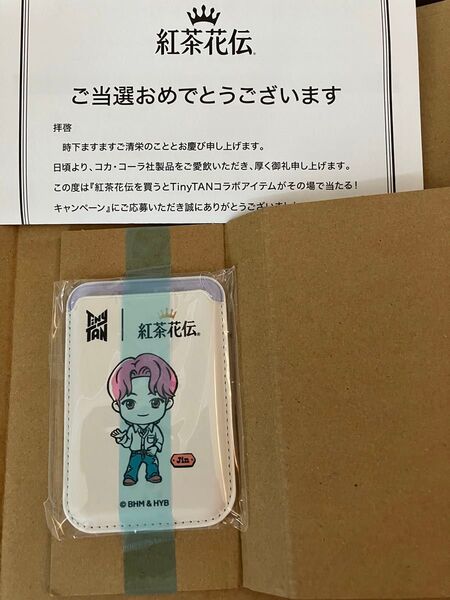 紅茶花伝®
ご当選おめでとうございます
拝啓
時下ますますご清栄のこととお慶び申し上げます。
日頃より、コカ・コーラ社製品をご愛飲いただき、厚く御礼申し上げます。
この度は『紅茶花伝を買うとTinyTANコラボアイテムがその場で当たる!
キャンペーン』にご応募いただき誠にありがとうございました
TinyTAN | 紅茶花伝®
Jin
© BHM & HYB